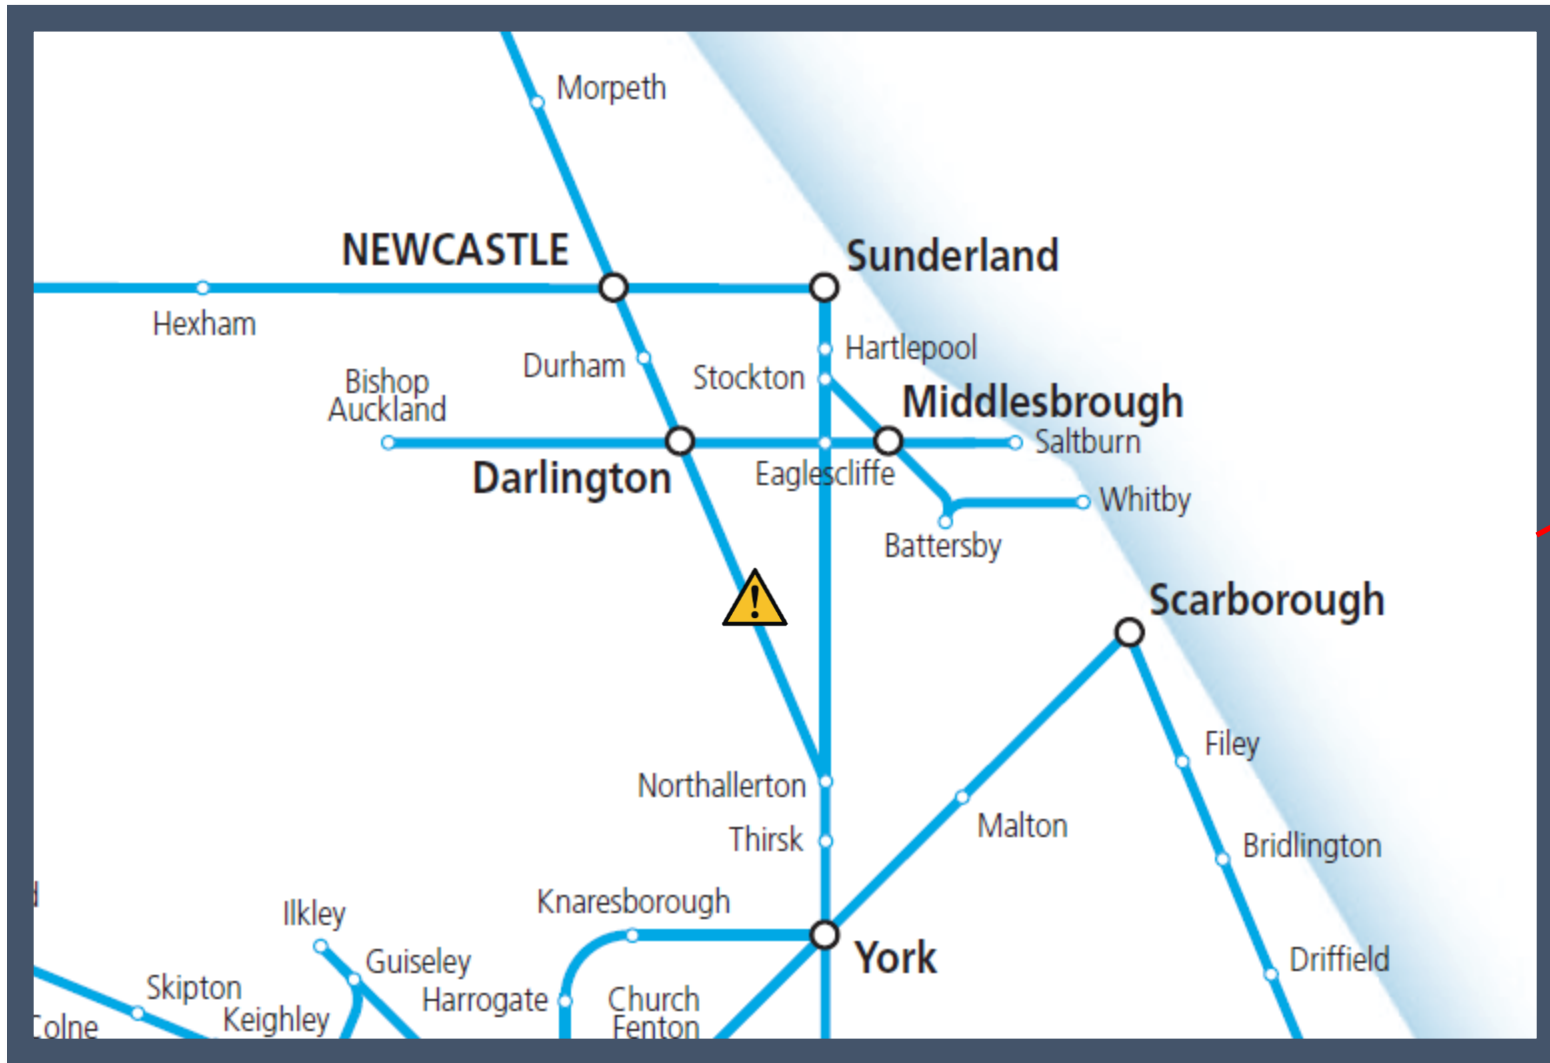 Morpeth
NEWCASTLE
Sunderland
Hexham
Durham
Hartlepool
Stockton
Bishop
Auckland
Middlesbrough
Saltburn
Darlington
Eaglescliffe
Whitby
Battersby
!
Scarborough
Filey
Northallerton
Malton
Thirsk
Bridlington
Knaresborough
Ilkley
York
Guiseley
Driffield
Skipton
Harrogate
Church
Fenton
Keighley
Colne